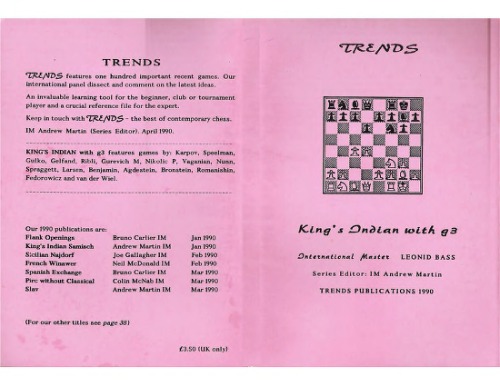 TRENDS
TRENDS features one hundred important recent games. Our
international panel dissect and comment on the latest ideas.
An invaluable learning tool for the beginner, club or tournament
player and a crucial reference file for the expert.
Keep in touch with TRENDS - the best of contemporary chess.
IM Andrew Martin (Series Editor). April 1990.
KING'S INDIAN with g3 features games by: Karpov, Speelman,
Gulko, Gelfand, Ribli, Gurevich M, Nikolic P, Vaganian, Nunn,
Spraggett, Larsen, Benjamin, Agdestein, Bronstein, Romanishin,
Fedorowicz and van der Wiel.
Our 1990 publications are:
Flank Openings Bruno Carlier IM Jan 1990
King's Indian Samisch Andrew Martin IM Jan 1990
Sicilian Najdorf Joe Gallagher IM Feb 1990
French Winawer Neil McDonald IM Feb 1990
Spanish Exchange Bruno Carlier IM Mar 1990
Pirc without Classical Colin McNab IM Mar 1990
Slav Andrew Martin IM Mar 1990
(For our other titles see page 38)
£3.50 (UK only)
TRENDS
King's Indian with g3
International Master LEONID BASS
Series Editor: IM Andrew Martin
TRENDS PUBLICATIONS 1990